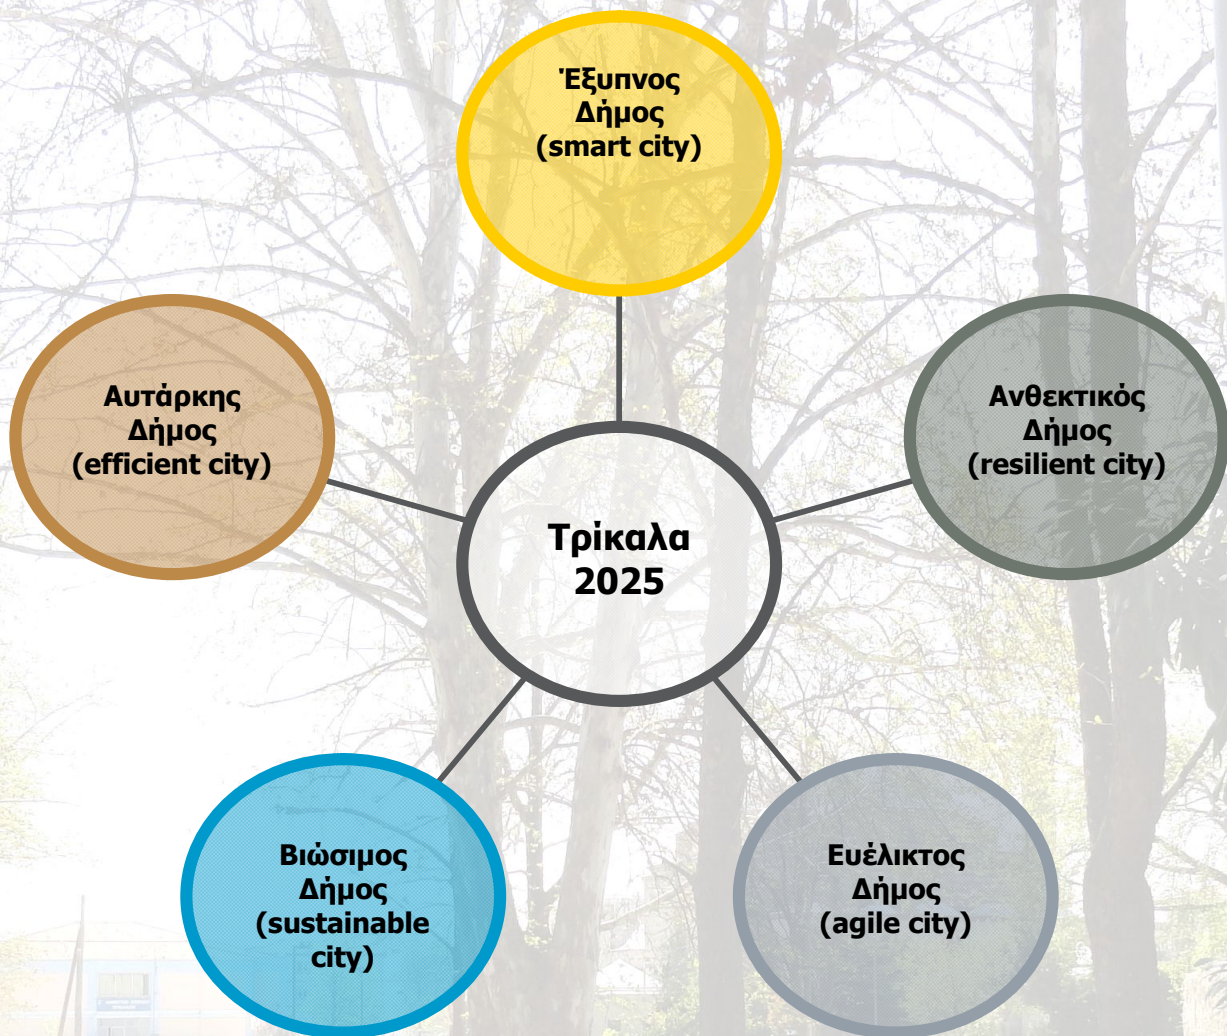 Έξυπνος
Δήμος
(smart city)
Ανθεκτικός
Δήμος
(resilient city)
Ευέλικτος
Δήμος
(agile city)
Βιώσιμος
Δήμος
(sustainable
city)
Αυτάρκης
Δήμος
(efficient city)
Τρίκαλα
2025